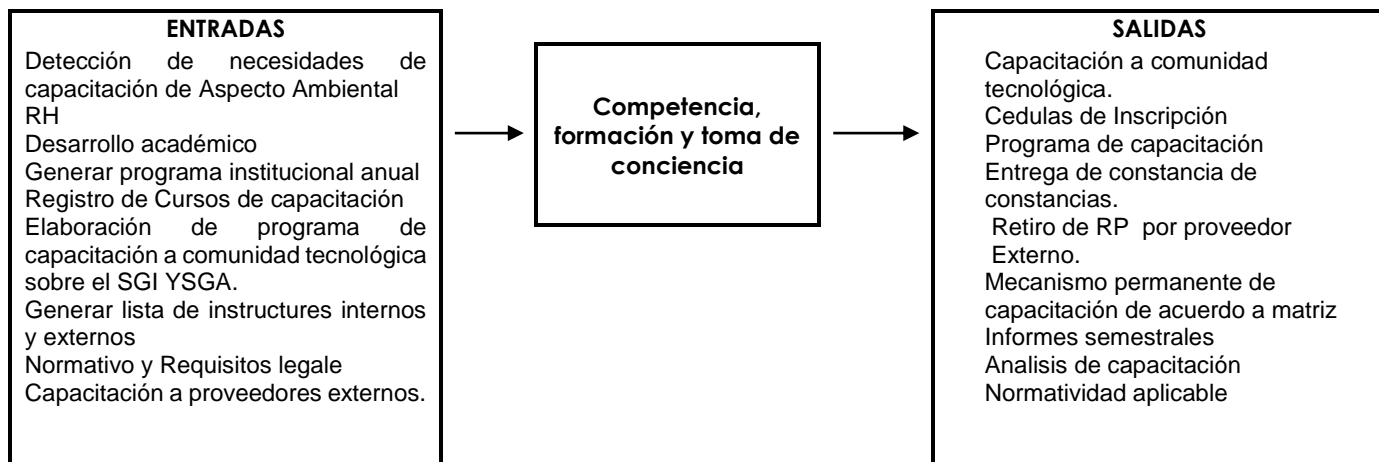 ENTRADAS
Detección de necesidades de
capacitación de Aspecto Ambiental
RH
Desarrollo académico
Generar programa institucional anual
Registro de Cursos de capacitación
Elaboración de programa de
capacitación a comunidad tecnológica
sobre el SGI YSGA.
Generar lista de instructures internos
y externos
Normativo y Requisitos legale
Capacitación a proveedores externos.
Competencia,
formación y toma de
conciencia
SALIDAS
Capacitación a comunidad
tecnológica.
Cedulas de Inscripción
Programa de capacitación
Entrega de constancia de
constancias.
Retiro de RP por proveedor
Externo.
Mecanismo permanente de
capacitación de acuerdo a matriz
Informes semestrales
Analisis de capacitación
Normatividad aplicable